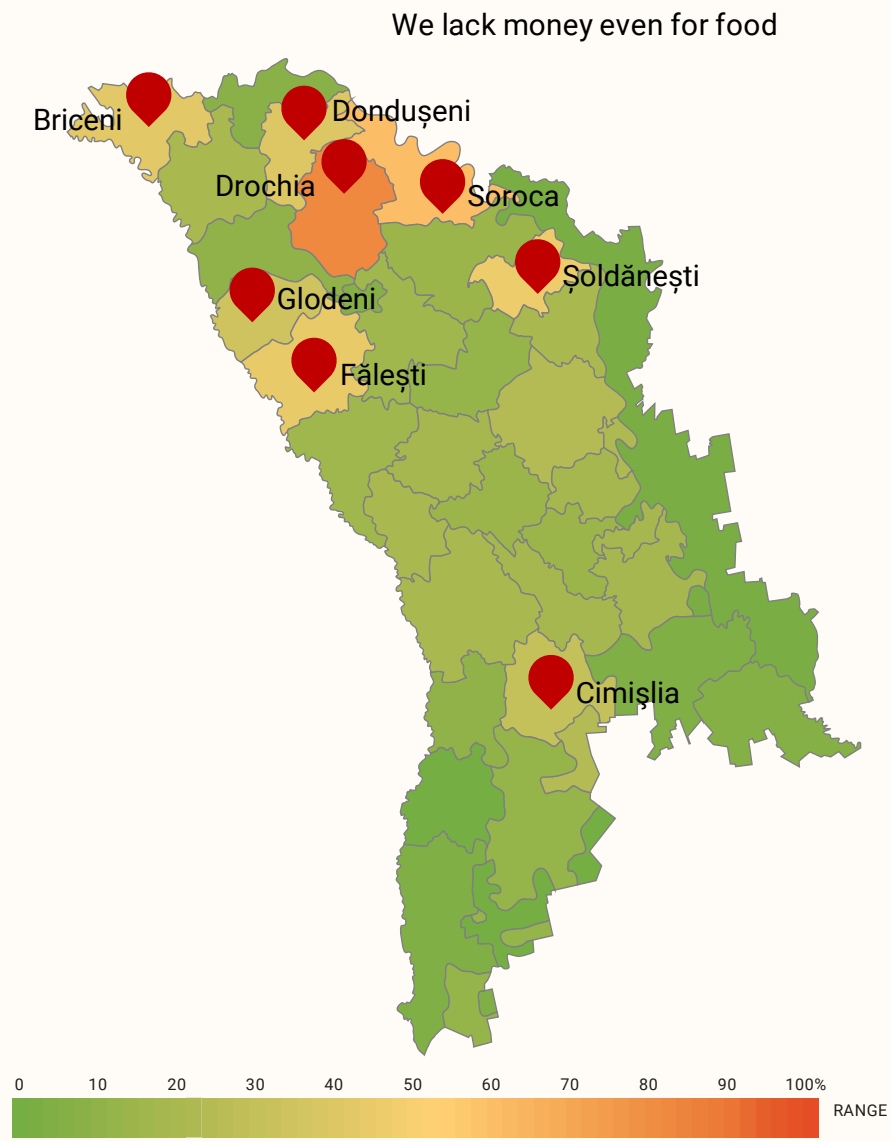 We lack money even for food
Briceni
Dondușeni
Drochia
Soroca
Șoldănești
Glodeni
Fălești
Cimișlia
0 10 20 30 40 50 60 70 80 90 100%
RANGE